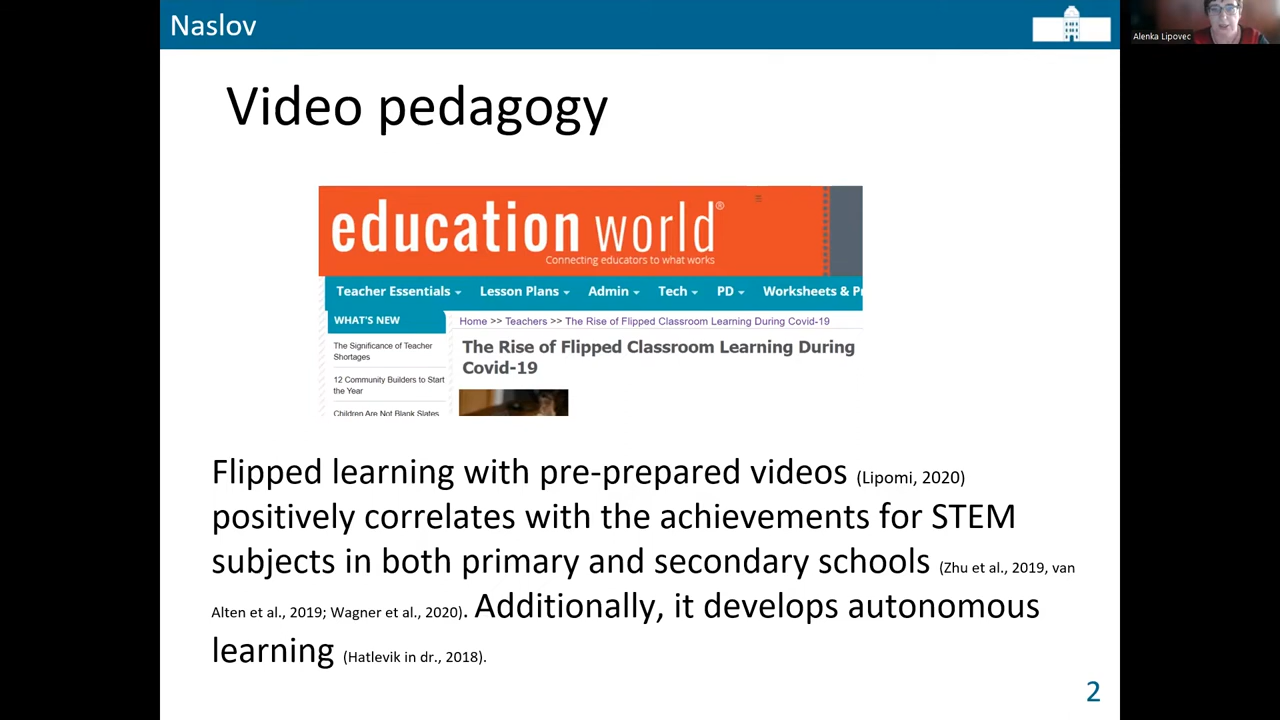 Naslov
Alenka Lipovec
Video pedagogy
education world®
Connecting educators to what works
Teacher Essentials Lesson Plans Admin Tech PD Worksheets & Pr
WHAT'S NEW
Home >> Teachers >> The Rise of Flipped Classroom Learning During Covid-19
The Significance of Teacher
Shortages
12 Community Builders to Start
the Year
Children Are Not Blank Slates
The Rise of Flipped Classroom Learning During
Covid-19
Flipped learning with pre-prepared videos (Lipomi, 2020)
positively correlates with the achievements for STEM
subjects in both primary and secondary schools (Zhu et al., 2019, van
Alten et al., 2019; Wagner et al., 2020). Additionally, it develops autonomous
learning (Hatlevik in dr., 2018).
2